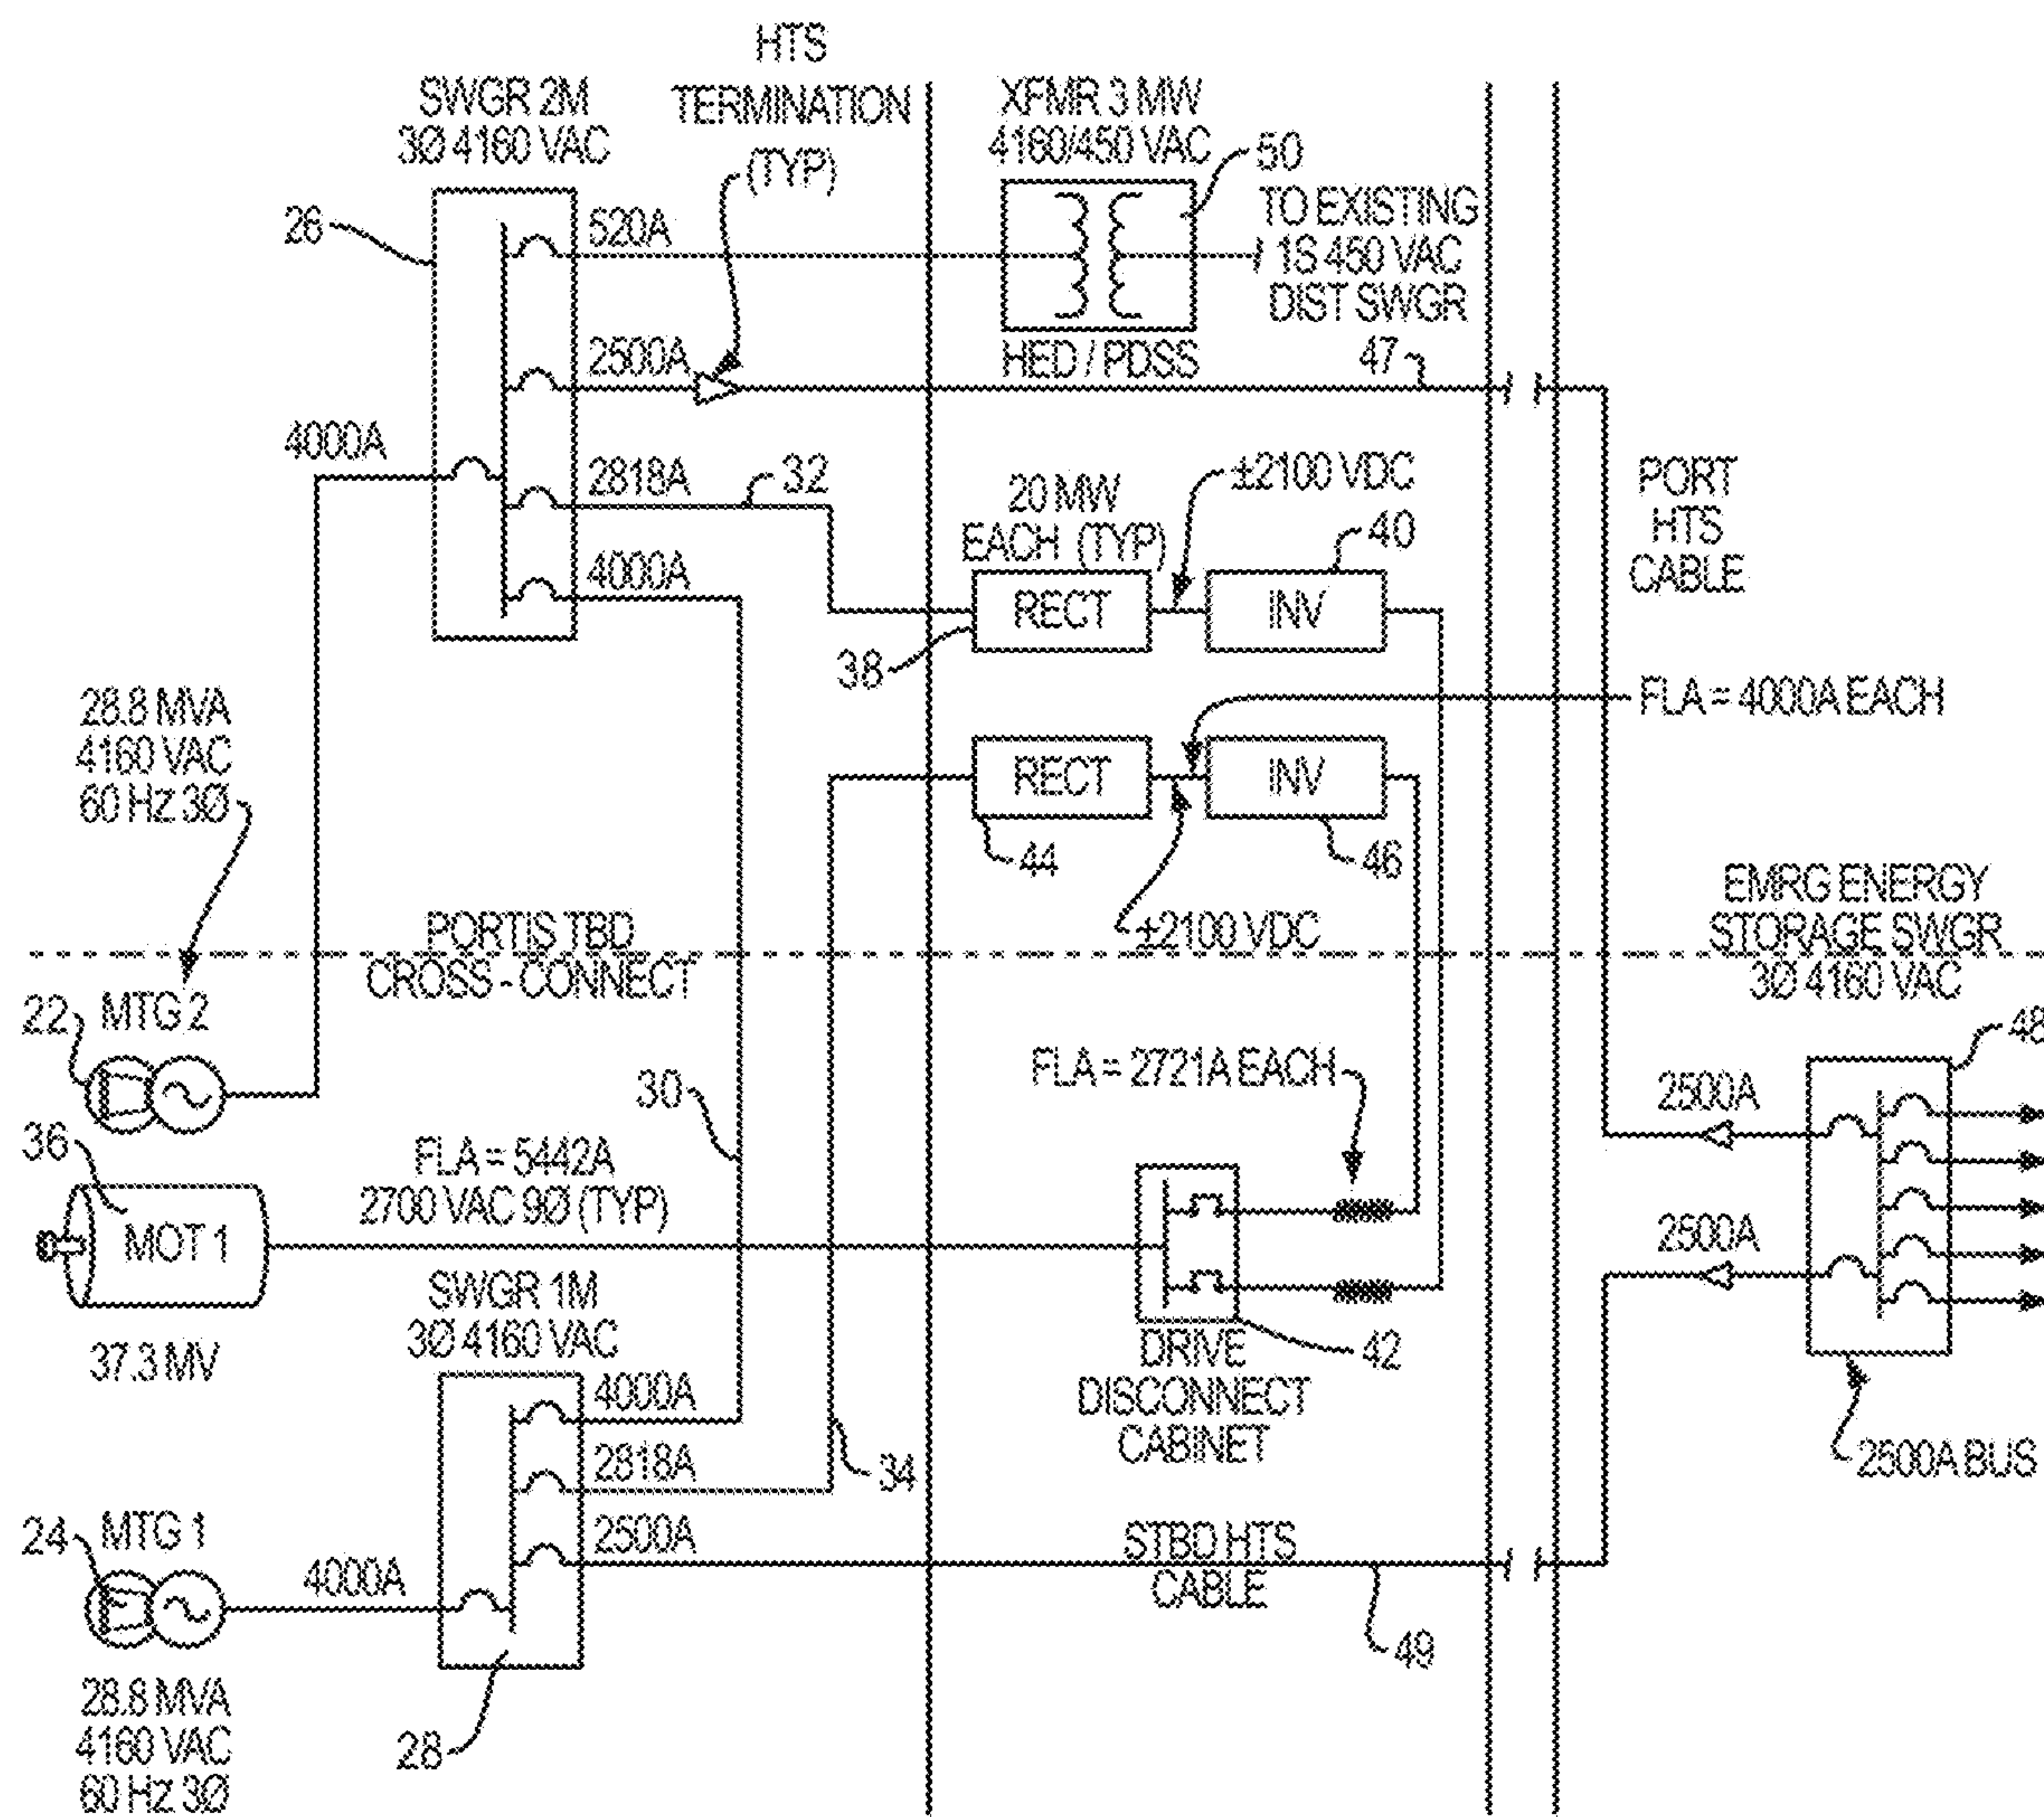 HTS
TERMINATION
(TYP)
SWGR 2M
3Ø 4160 VAC
XFMR 3 MW
4160/450 VAC
50
TO EXISTING
1S 450 VAC
DIST SWGR
HED / PDSS
26
520A
2500A
47
4000A
2818A
32
4000A
20 MW
EACH (TYP)
±2100 VDC
40
PORT
HTS
CABLE
RECT
INV
38
FLA = 4000A EACH
28.8 MVA
4160 VAC
60 Hz 3Ø
RECT
INV
44
46
±2100 VDC
PORTIS TBD
CROSS - CONNECT
EMRG ENERGY
STORAGE SWGR
3Ø 4160 VAC
22
MTG 2
48
30
FLA = 2721A EACH
2500A
36
FLA = 5442A
2700 VAC 9Ø (TYP)
MOT 1
37.3 MV
2500A
SWGR 1M
3Ø 4160 VAC
42
DRIVE
DISCONNECT
CABINET
4000A
2818A
34
2500A BUS
24
MTG 1
4000A
2500A
STBD HTS
CABLE
49
28.8 MVA
4160 VAC
60 Hz 3Ø
28